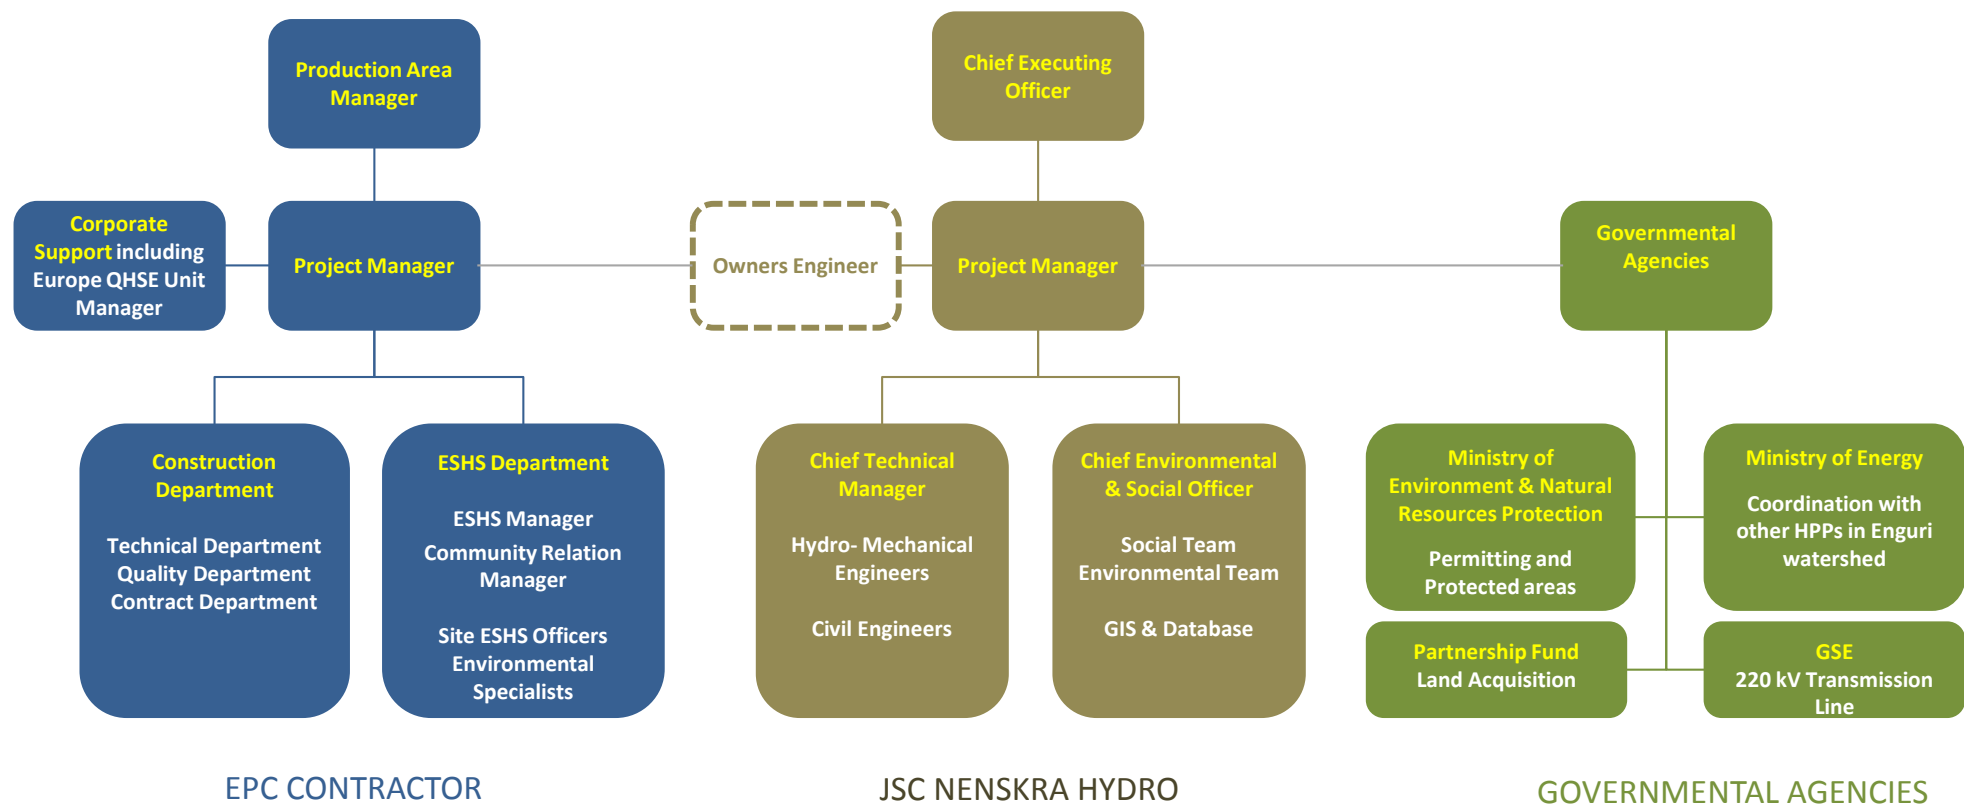 Production Area
Manager
Chief Executing
Officer
Corporate
Support including
Europe QHSE Unit
Manager
Project Manager
Owners Engineer
Project Manager
Governmental
Agencies
Construction
Department
Technical Department
Quality Department
Contract Department
ESHS Department
ESHS Manager
Community Relation
Manager
Site ESHS Officers
Environmental
Specialists
Chief Technical
Manager
Hydro- Mechanical
Engineers
Civil Engineers
Chief Environmental
& Social Officer
Social Team
Environmental Team
GIS & Database
Ministry of
Environment & Natural
Resources Protection
Permitting and
Protected areas
Ministry of Energy
Coordination with
other HPPs in Enguri
watershed
Partnership Fund
Land Acquisition
GSE
220 kV Transmission
Line
EPC CONTRACTOR
JSC NENSKRA HYDRO
GOVERNMENTAL AGENCIES